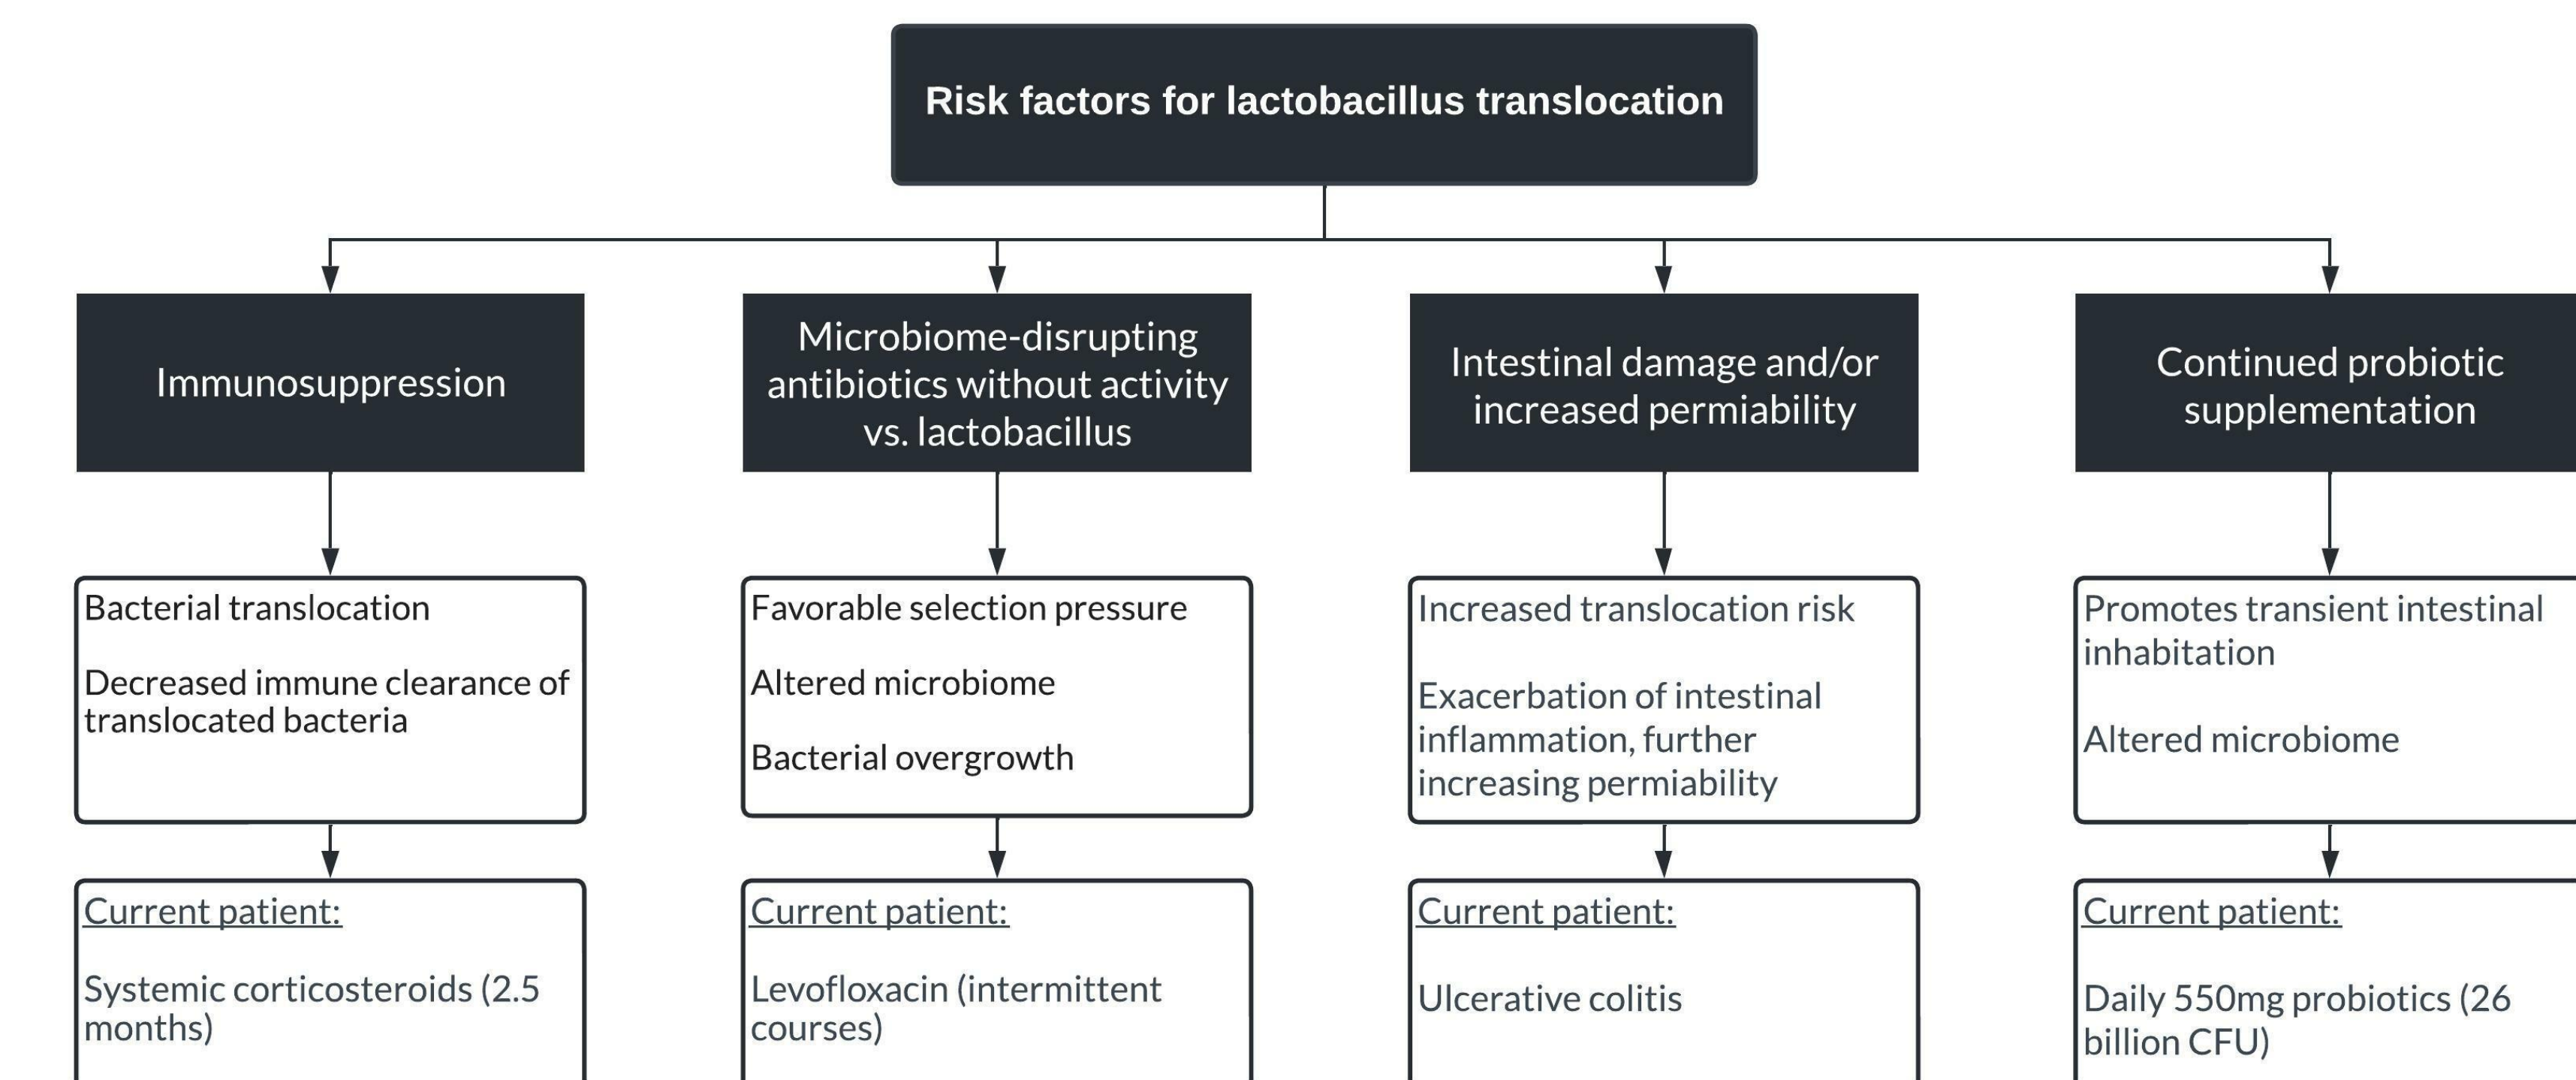 Risk factors for lactobacillus translocation
Immunosuppression
Microbiome-disrupting
antibiotics without activity
vs. lactobacillus
Intestinal damage and/or
increased permiability
Continued probiotic
supplementation
Bacterial translocation
Decreased immune clearance of
translocated bacteria
Favorable selection pressure
Altered microbiome
Bacterial overgrowth
Increased translocation risk
Exacerbation of intestinal
inflammation, further
increasing permiability
Promotes transient intestinal
inhabitation
Altered microbiome
Current patient:
Systemic corticosteroids (2.5
months)
Current patient:
Levofloxacin (intermittent
courses)
Current patient:
Ulcerative colitis
Current patient:
Daily 550mg probiotics (26
billion CFU)